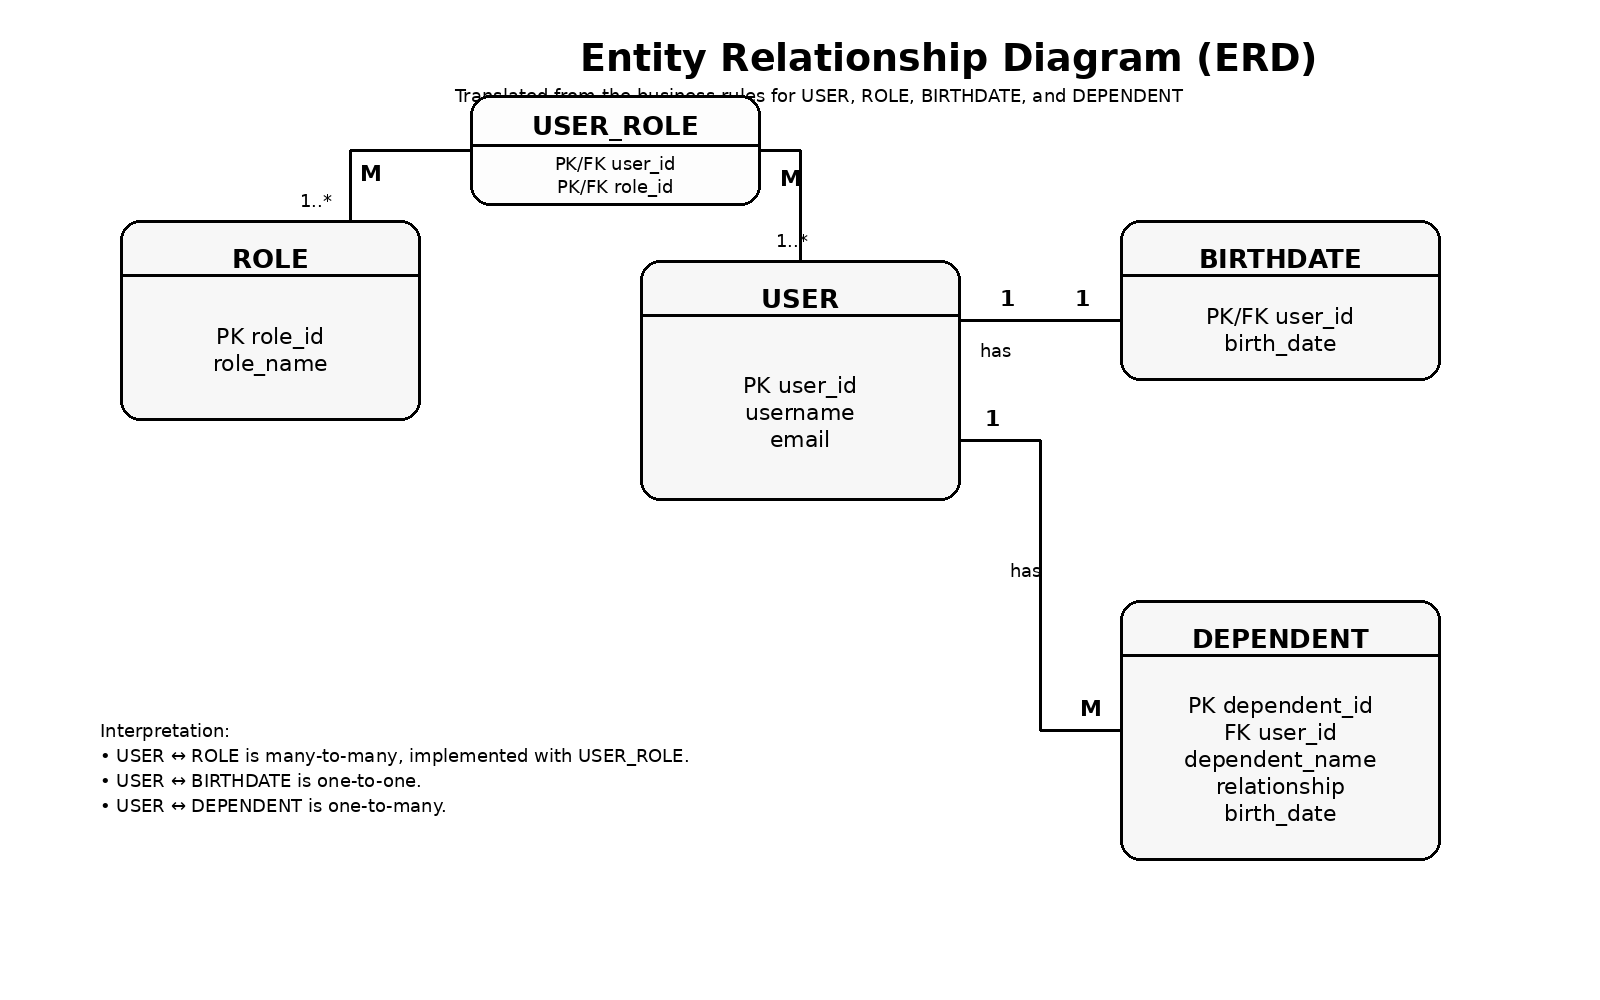 Entity Relationship Diagram (ERD)
Translated from the business rules for USER, ROLE, BIRTHDATE, and DEPENDENT
USER_ROLE
PK/FK user_id
PK/FK role_id
M
M
1..*
1..*
ROLE
PK role_id
role_name
USER
PK user_id
username
email
1
1
has
BIRTHDATE
PK/FK user_id
birth_date
1
has
M
DEPENDENT
PK dependent_id
FK user_id
dependent_name
relationship
birth_date
Interpretation:
• USER ↔ ROLE is many-to-many, implemented with USER_ROLE.
• USER ↔ BIRTHDATE is one-to-one.
• USER ↔ DEPENDENT is one-to-many.